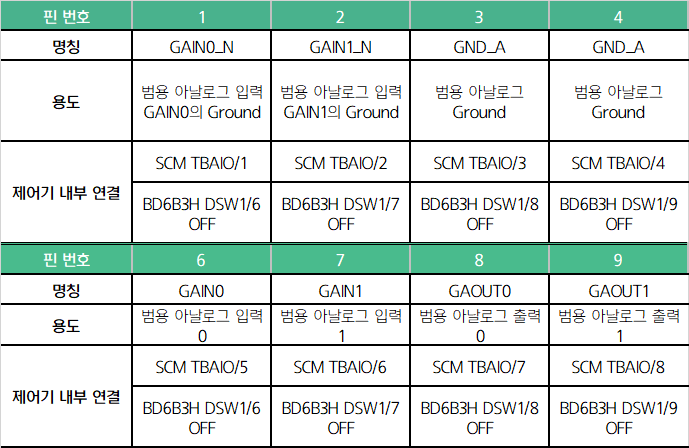 핀 번호 1 2 3 4
명칭 GAIN0_N GAIN1_N GND_A GND_A
용도 범용 아날로그 입력 GAIN0의 Ground 범용 아날로그 입력 GAIN1의 Ground 범용 아날로그 Ground 범용 아날로그 Ground
제어기 내부 연결 SCM TBAIO/1 SCM TBAIO/2 SCM TBAIO/3 SCM TBAIO/4
BD6B3H DSW1/6 OFF BD6B3H DSW1/7 OFF BD6B3H DSW1/8 OFF BD6B3H DSW1/9 OFF
핀 번호 6 7 8 9
명칭 GAIN0 GAIN1 GAOUT0 GAOUT1
용도 범용 아날로그 입력 0 범용 아날로그 입력 1 범용 아날로그 출력 0 범용 아날로그 출력 1
제어기 내부 연결 SCM TBAIO/5 SCM TBAIO/6 SCM TBAIO/7 SCM TBAIO/8
BD6B3H DSW1/6 OFF BD6B3H DSW1/7 OFF BD6B3H DSW1/8 OFF BD6B3H DSW1/9 OFF